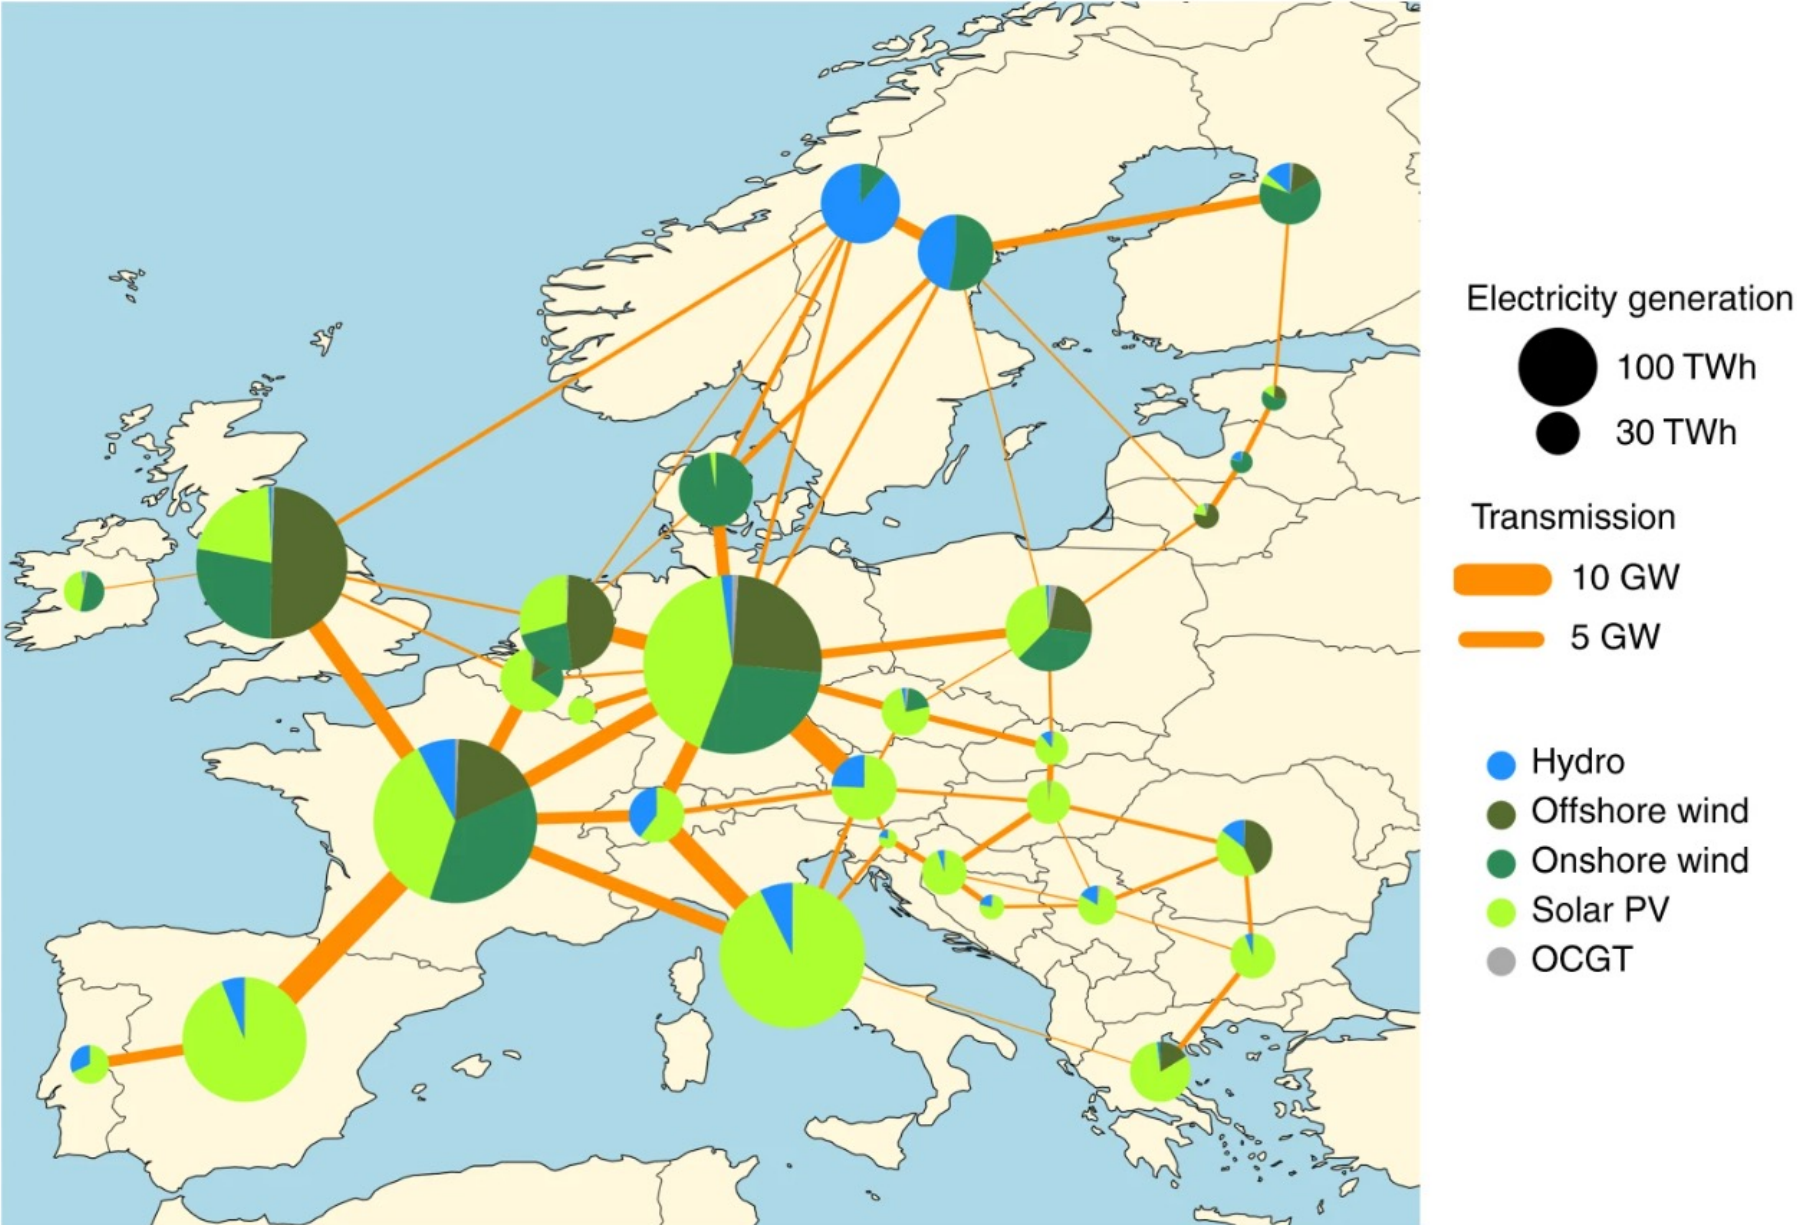 Electricity generation
100 TWh
30 TWh
Transmission
10 GW
5 GW
Hydro
Offshore wind
Onshore wind
Solar PV
OCGT